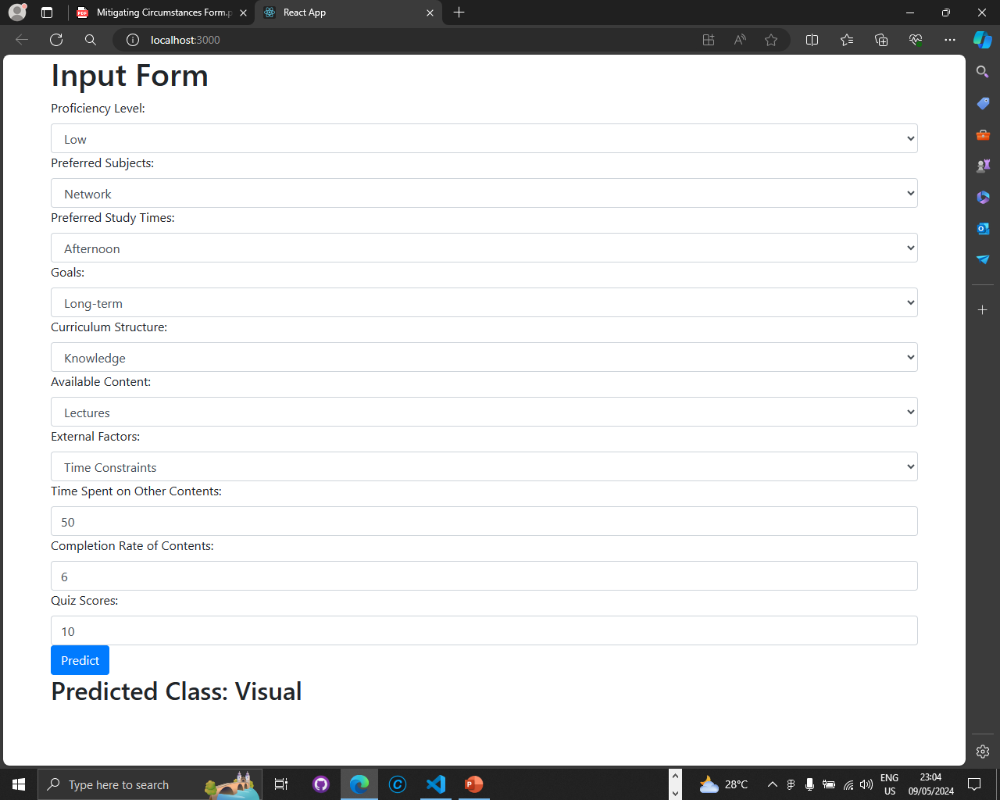 Mitigating Circumstances Form.p
React App
localhost:3000
Input Form
Proficiency Level:
Low
Preferred Subjects:
Network
Preferred Study Times:
Afternoon
Goals:
Long-term
Curriculum Structure:
Knowledge
Available Content:
Lectures
External Factors:
Time Constraints
Time Spent on Other Contents:
50
Completion Rate of Contents:
6
Quiz Scores:
10
Predict
Predicted Class: Visual
Type here to search
28°C
ENG
US
23:04
09/05/2024